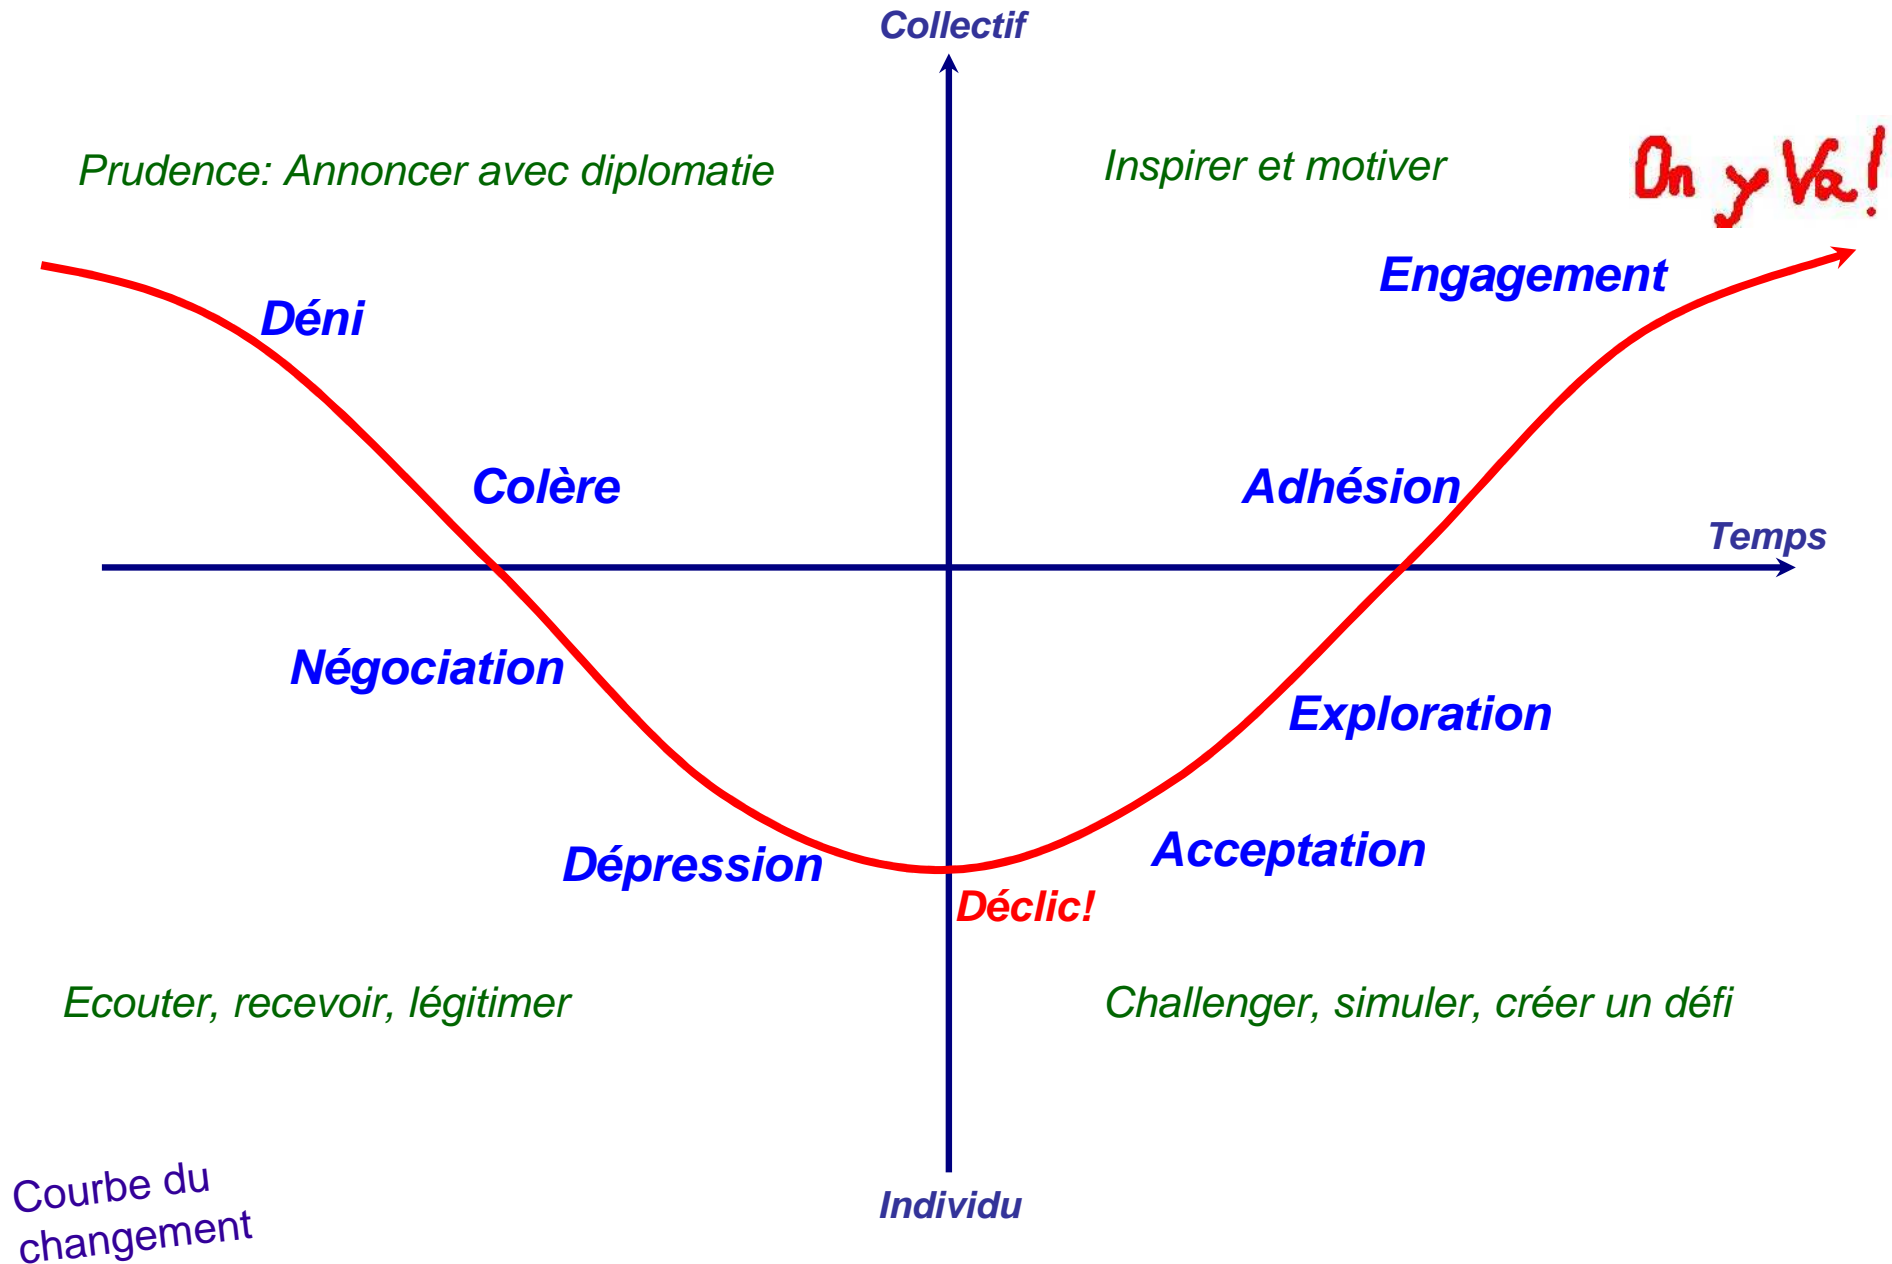 Collectif
Prudence: Annoncer avec diplomatie
Inspirer et motiver
On y Va!
Engagement
Déni
Colère
Adhésion
Temps
Négociation
Exploration
Dépression
Acceptation
Déclic!
Ecouter, recevoir, légitimer
Challenger, simuler, créer un défi
Courbe du
changement
Individu